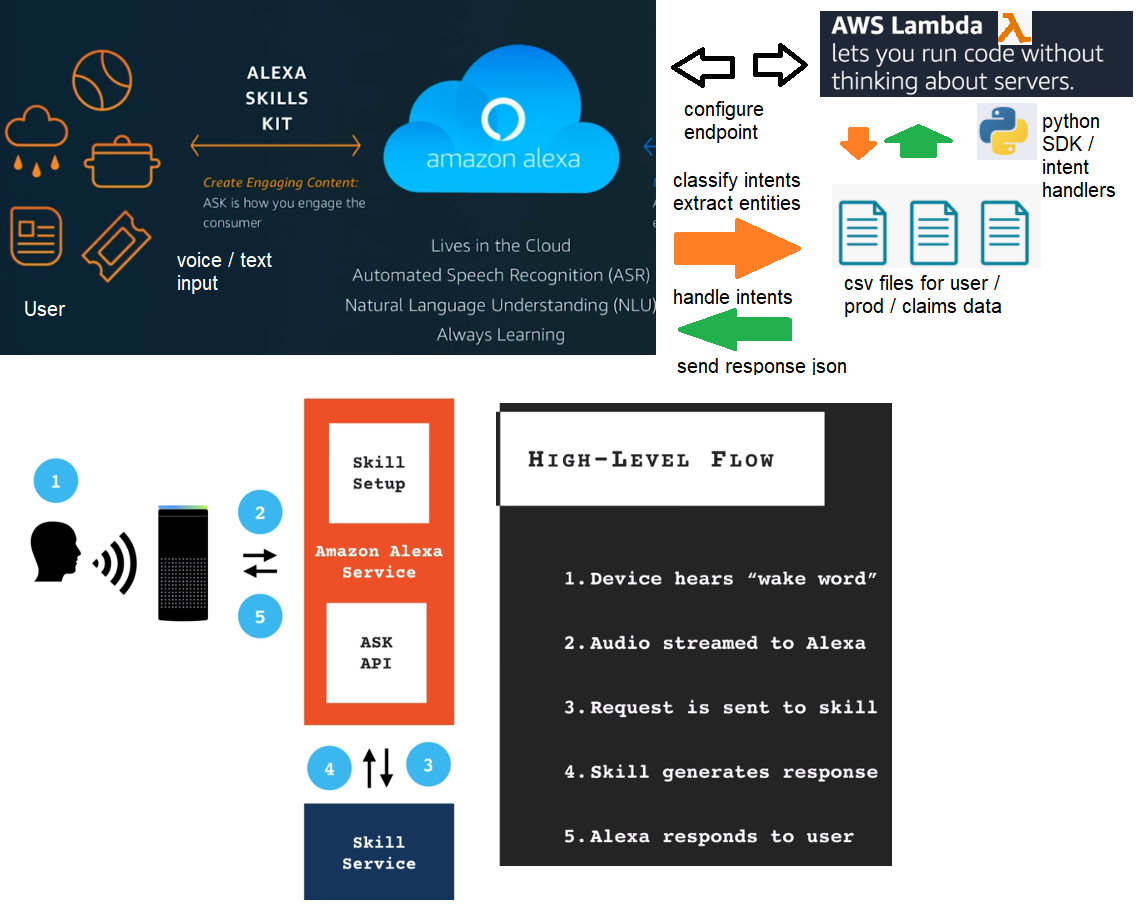 ALEXA
SKILLS
KIT
Create Engaging Content:
ASK is how you engage the
consumer
voice / text
input
User
amazon alexa
Lives in the Cloud
Automated Speech Recognition (ASR)
Natural Language Understanding (NLU)
Always Learning
configure
endpoint
classify intents
extract entities
handle intents
send response json
AWS Lambda
lets you run code without
thinking about servers.
python
SDK /
intent
handlers
csv files for user /
prod / claims data
1
2
5
Skill
Setup
Amazon Alexa
Service
ASK
API
4
3
Skill
Service
HIGH-LEVEL FLOW
1. Device hears “wake word”
2. Audio streamed to Alexa
3. Request is sent to skill
4. Skill generates response
5. Alexa responds to user